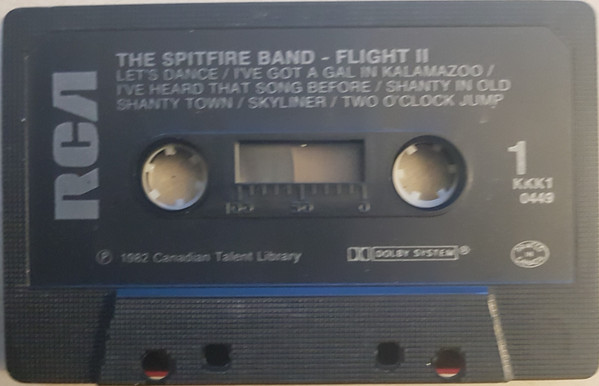 RCA
THE SPITFIRE BAND - FLIGHT II
LET'S DANCE / I'VE GOT A GAL IN KALAMAZOO /
I'VE HEARD THAT SONG BEFORE / SHANTY IN OLD
SHANTY TOWN / SKYLINER / TWO O'CLOCK JUMP
1
KKK1
0449
100 50 0
℗ 1982 Canadian Talent Library
DOLBY SYSTEM®